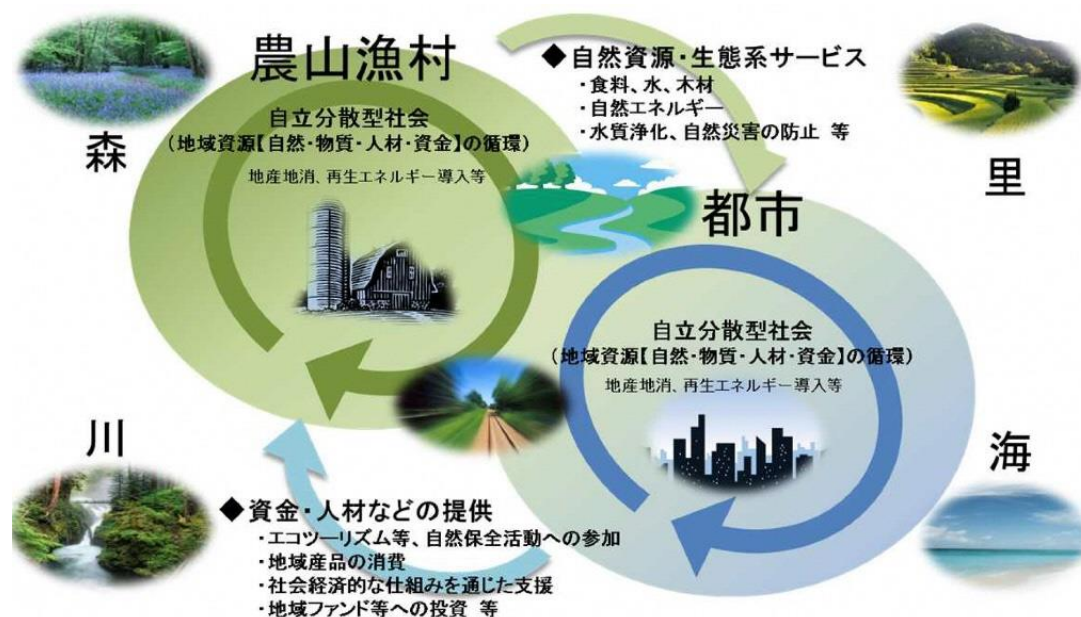 農山漁村
自立分散型社会
(地域資源【自然・物質・人材・資金】の循環)
地産地消、再生エネルギー導入等
◆自然資源・生態系サービス
・食料、水、木材
・自然エネルギー
・水質浄化、自然災害の防止 等
森
里
都市
自立分散型社会
(地域資源【自然・物質・人材・資金】の循環)
地産地消、再生エネルギー導入等
川
海
◆資金・人材などの提供
・エコツーリズム等、自然保全活動への参加
・地域産品の消費
・社会経済的な仕組みを通じた支援
・地域ファンド等への投資 等